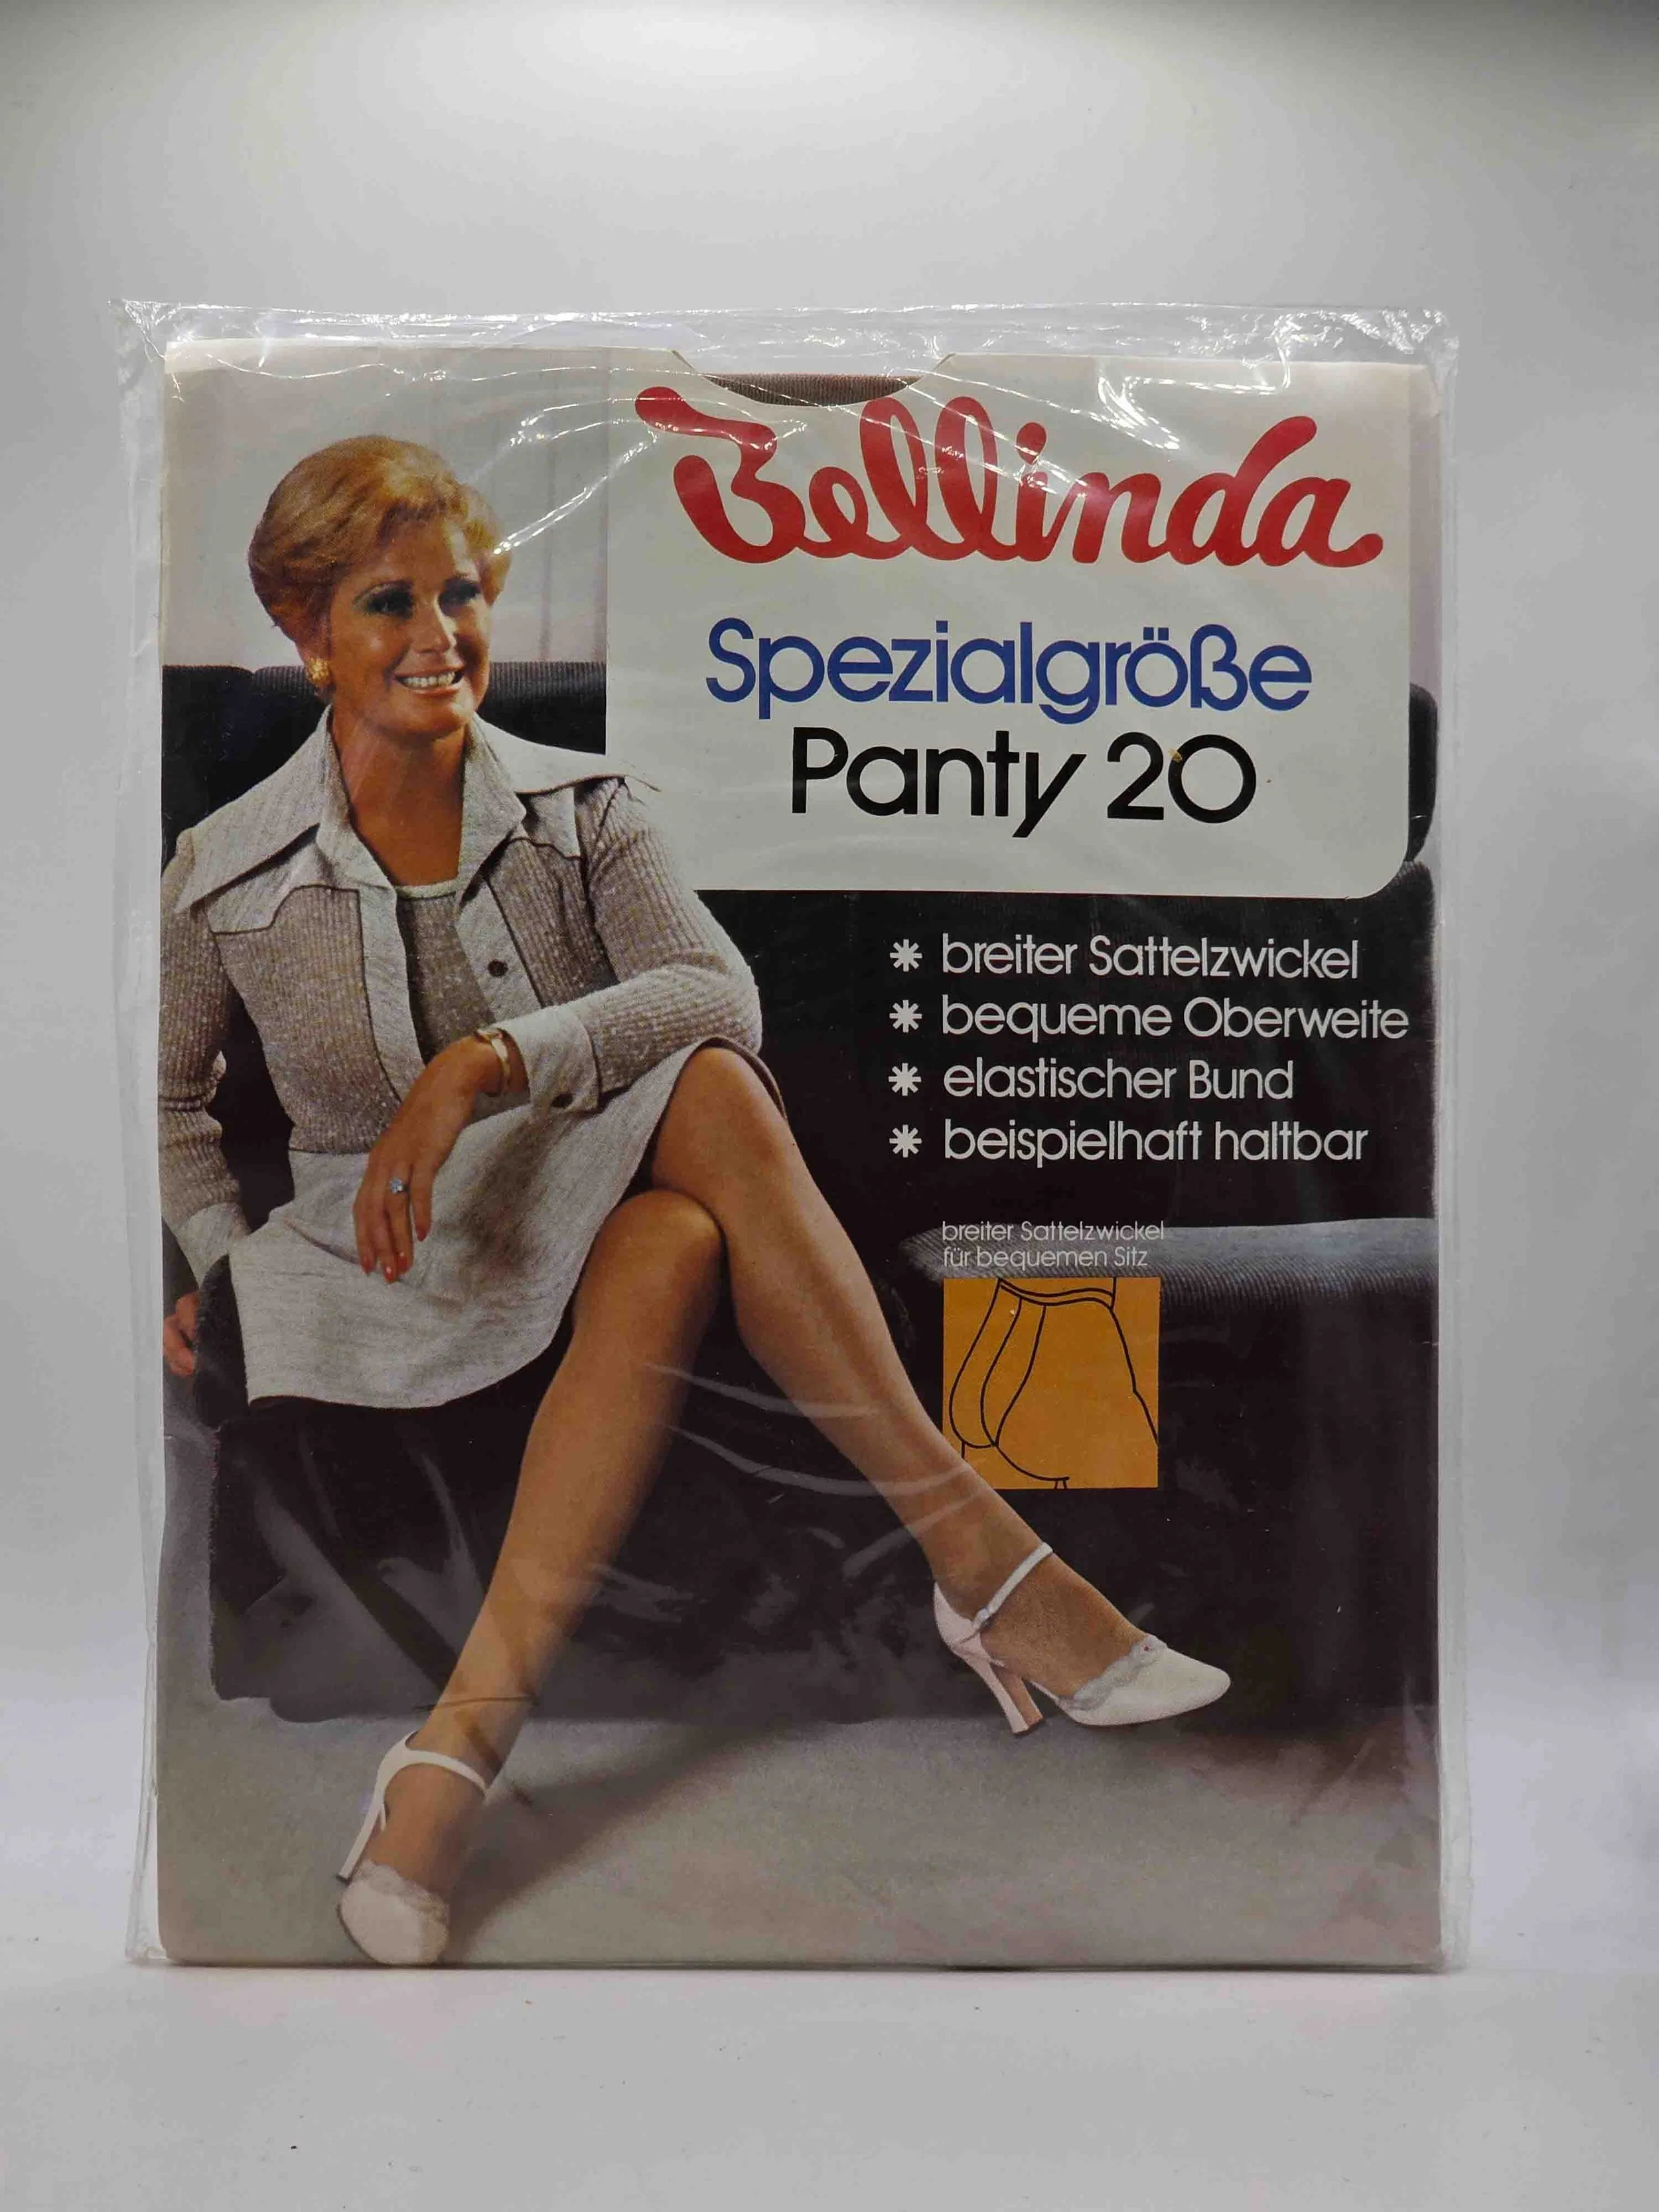 Bellinda
Spezialgröße
Panty 20
* breiter Sattelzwickel
* bequeme Oberweite
* elastischer Bund
* beispielhaft haltbar
breiter Sattelzwickel
für bequemen Sitz